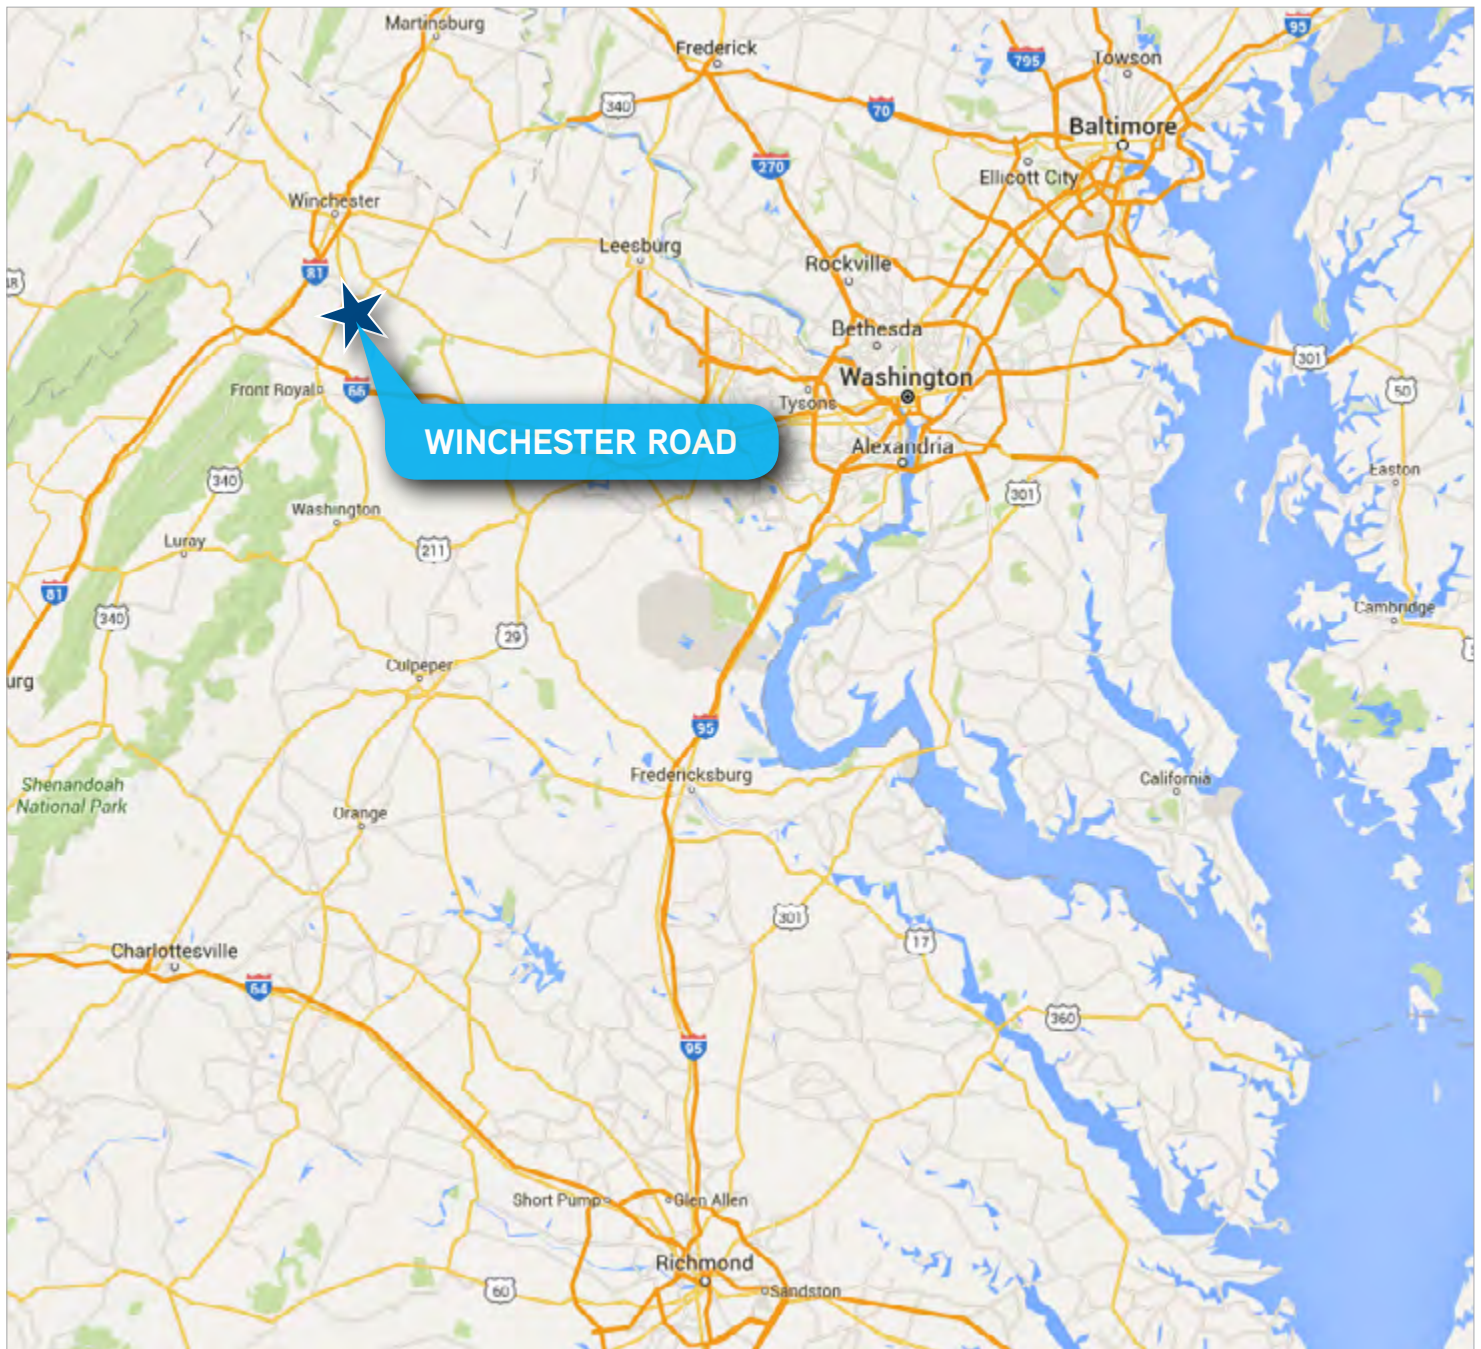 Martinsburg
Frederick
95
795
Towson
340
70
Baltimore
270
Ellicott City
Winchester
Leesburg
Rockville
81
Bethesda
301
Washington
50
Front Royal
66
Tysons
WINCHESTER ROAD
Alexandria
Easton
340
301
Washington
Luray
211
81
340
29
Cambridge
Culpeper
urg
95
Fredericksburg
California
Shenandoah
National Park
Orange
301
17
Charlottesville
64
360
95
Short Pump
Glen Allen
Richmond
60
Sandston